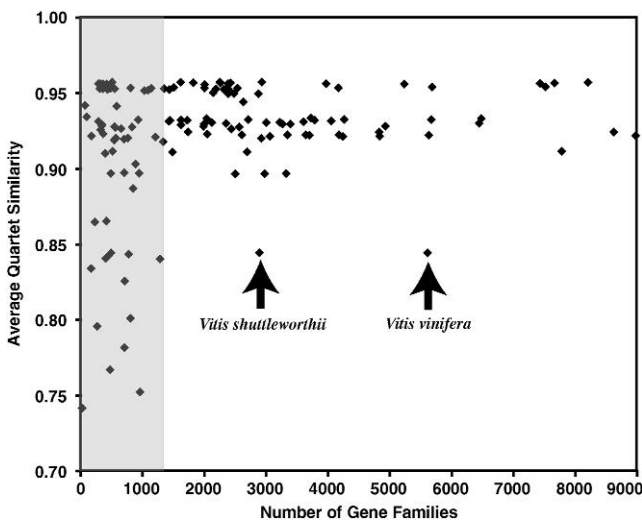 1.00
0.95
0.90
0.85
0.80
0.75
0.70
Average Quartet Similarity
Vitis shuttleworthii
Vitis vinifera
0 1000 2000 3000 4000 5000 6000 7000 8000 9000
Number of Gene Families